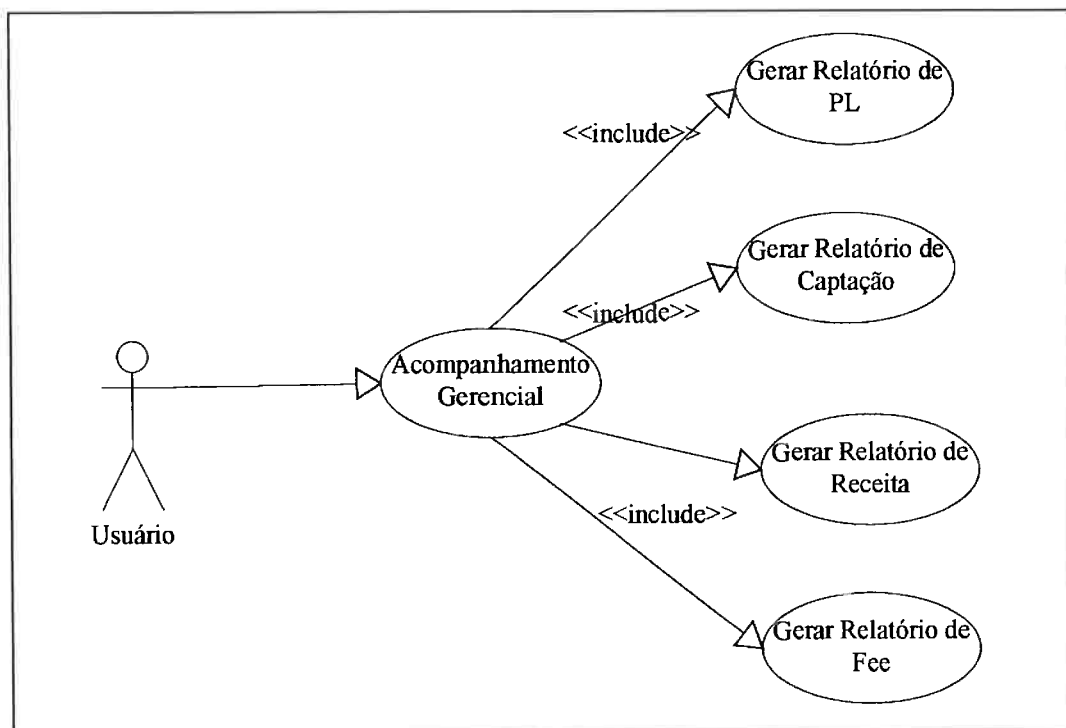 Gerar Relatório de
PL
<<include>>
Gerar Relatório de
Captação
<<include>>
Acompanhamento
Gerencial
Gerar Relatório de
Receita
<<include>>
Usuário
Gerar Relatório de
Fee